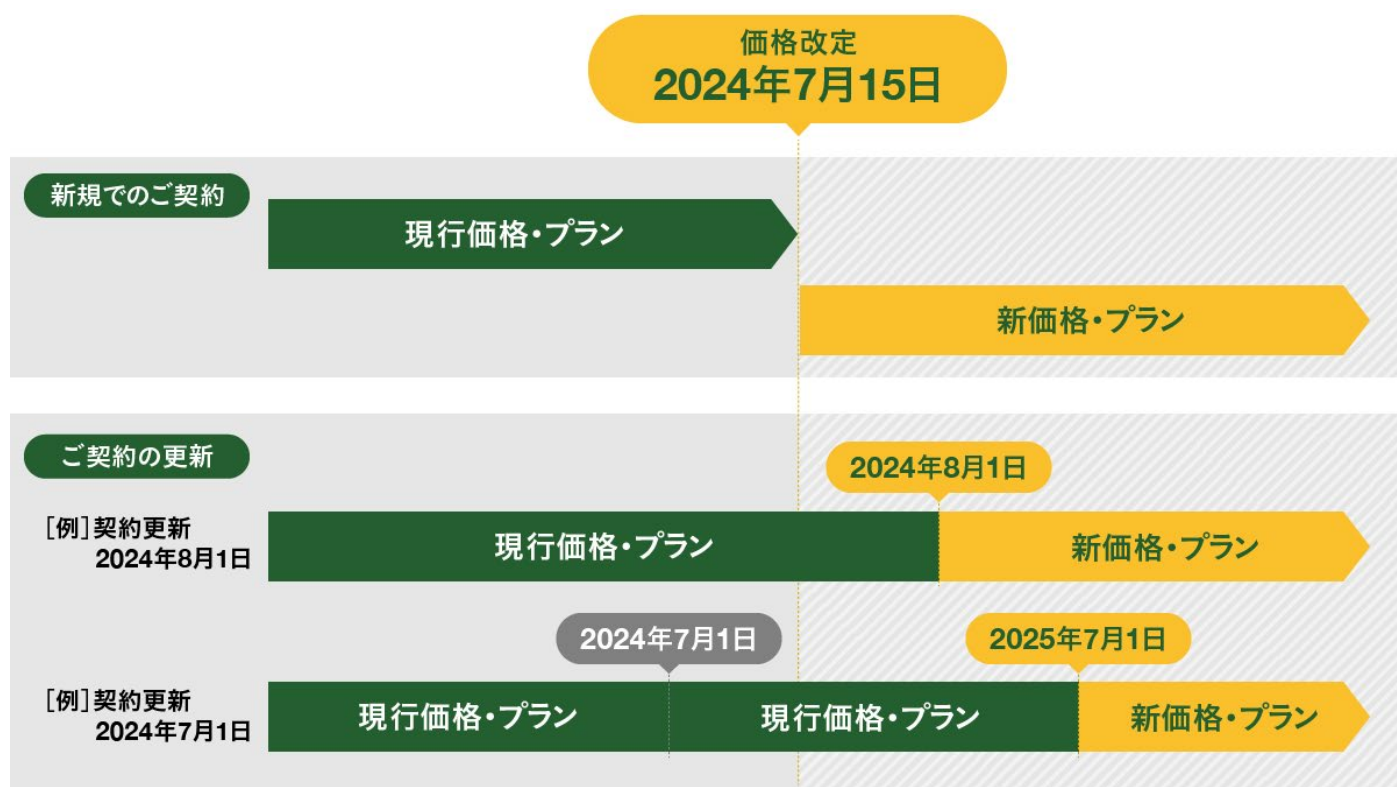 価格改定
2024年7月15日
新規でのご契約
現行価格・プラン
新価格・プラン
ご契約の更新
2024年8月1日
[例]契約更新
2024年8月1日
現行価格・プラン
新価格・プラン
2024年7月1日
2025年7月1日
[例]契約更新
2024年7月1日
現行価格・プラン
現行価格・プラン
新価格・プラン